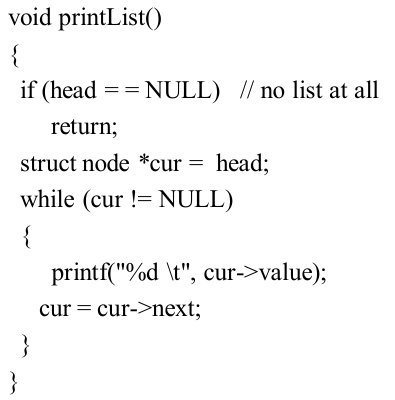 void printList()
{
if (head = = NULL)   // no list at all
return;
struct node *cur =  head;
while (cur != NULL)
{
printf("%d \t", cur->value);
cur = cur->next;
}
}